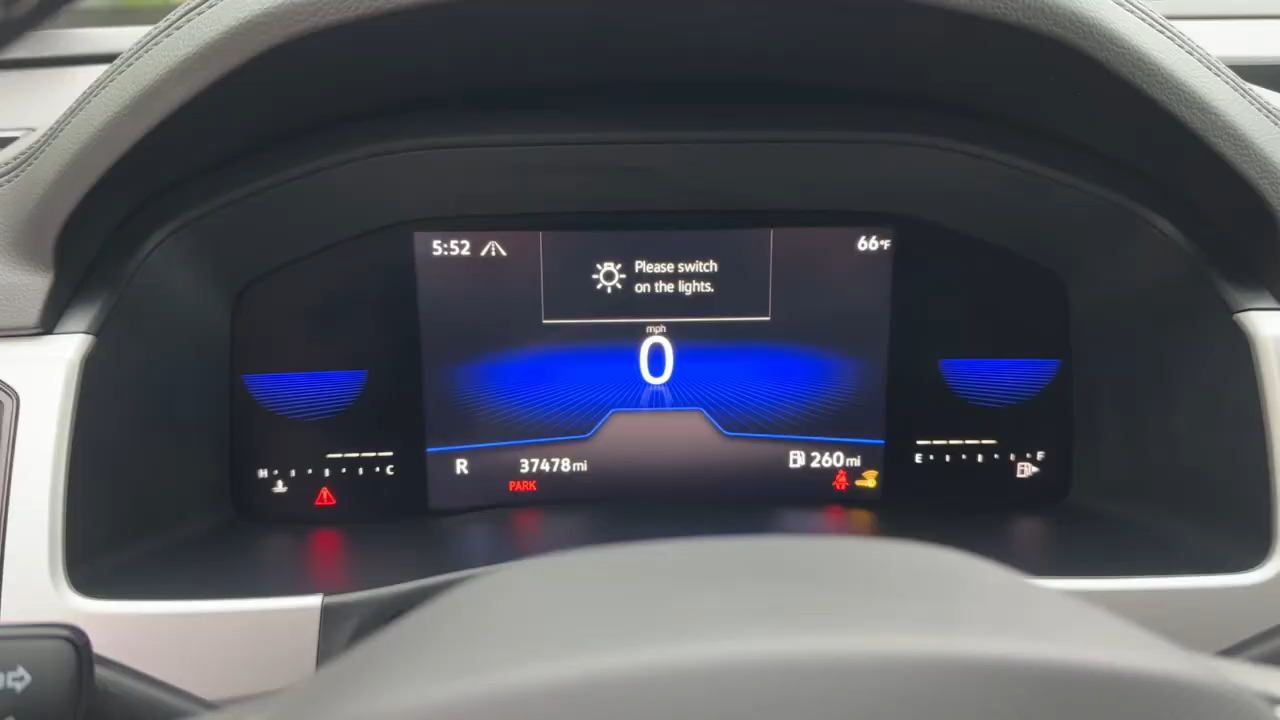 5:52
Please switch
on the lights.
66°F
mph
0
H C
R
37478 mi
260 mi
E F
PARK